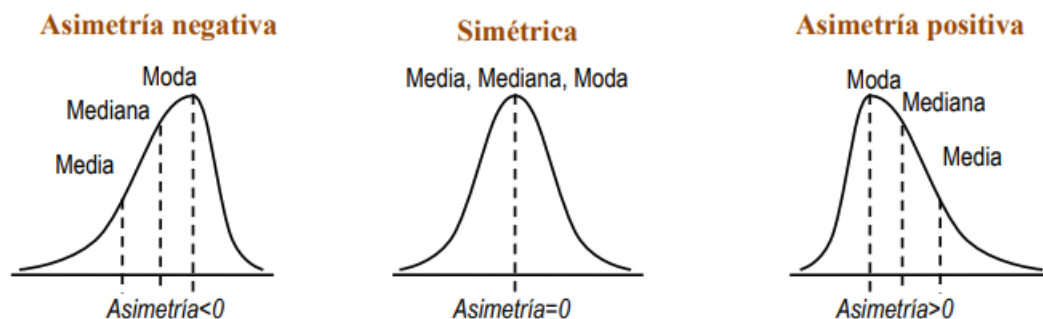 Asimetría negativa
Moda
Mediana
Media
Asimetría<0
Simétrica
Media, Mediana, Moda
Asimetría=0
Asimetría positiva
Moda
Mediana
Media
Asimetría>0